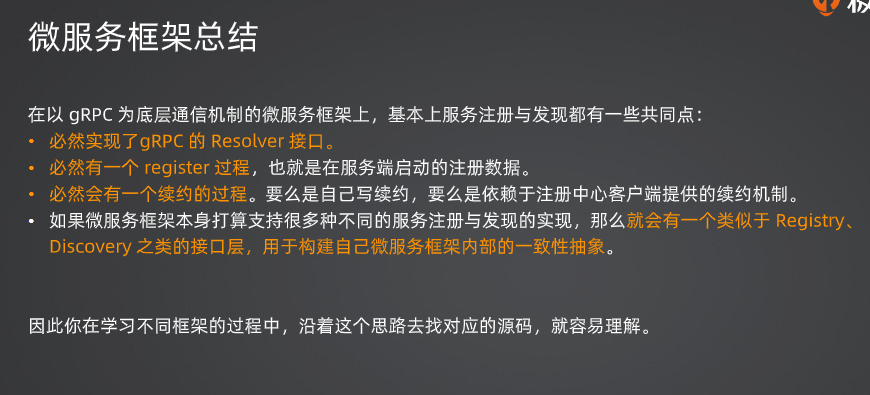 微服务框架总结
在以 gRPC 为底层通信机制的微服务框架上，基本上服务注册与发现都有一些共同点：
• 必然实现了gRPC 的 Resolver 接口。
• 必然有一个 register 过程，也就是在服务端启动的注册数据。
• 必然会有一个续约的过程。要么是自己写续约，要么是依赖于注册中心客户端提供的续约机制。
• 如果微服务框架本身打算支持很多种不同的服务注册与发现的实现，那么就会有一个类似于 Registry、
Discovery 之类的接口层，用于构建自己微服务框架内部的一致性抽象。
因此你在学习不同框架的过程中，沿着这个思路去找对应的源码，就容易理解。